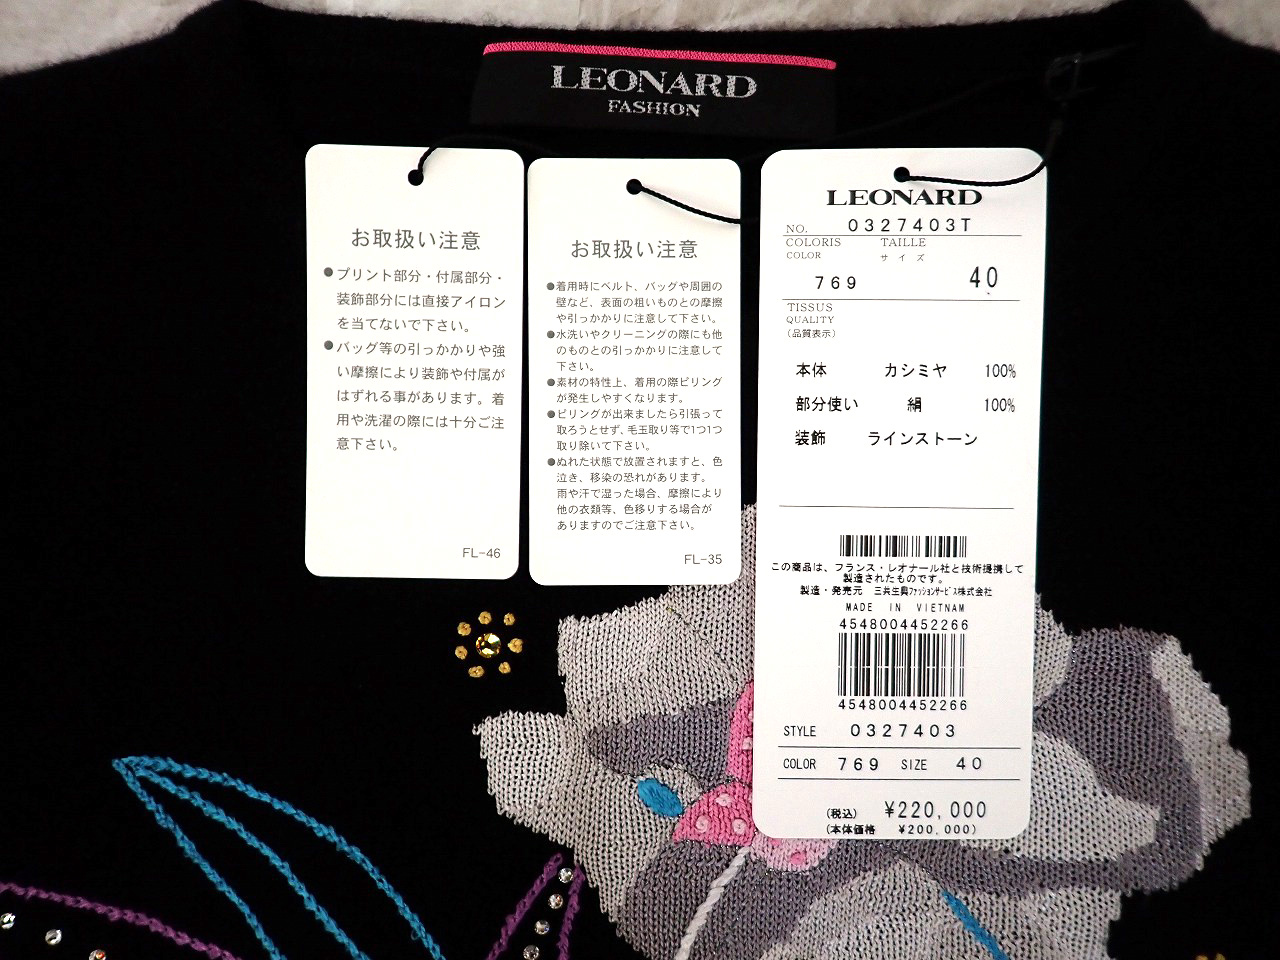 LEONARD
FASHION
お取扱い注意
●プリント部分・付属部分・
装飾部分には直接アイロン
を当てないで下さい。
●バッグ等の引っかかりや強
い摩擦により装飾や付属が
はずれる事があります。着
用や洗濯の際には十分ご注
意下さい。
FL-46
お取扱い注意
●着用時にベルト、バッグや周囲の
壁など、表面の粗いものとの摩擦
や引っかかりに注意して下さい。
●水洗いやクリーニングの際にも他
のものとの引っかかりに注意して
下さい。
●素材の特性上、着用の際ピリング
が発生しやすくなります。
●ピリングが出来ましたら引張って
取ろうとせず、毛玉取り等で1つ1つ
取り除いて下さい。
●ぬれた状態で放置されますと、色
泣き、移染の恐れがあります。
雨や汗で湿った場合、摩擦により
他の衣類等、色移りする場合が
ありますのでご注意下さい。
FL-35
LEONARD
NO. 0327403T
COLORIS TAILLE
COLOR サイズ
769 40
TISSUS
QUALITY
(品質表示)
本体 カシミヤ 100%
部分使い 絹 100%
装飾 ラインストーン
この商品は、フランス・レオナール社と技術提携して
製造されたものです。
製造・発売元 三共生興ファッションサービス株式会社
MADE IN VIETNAM
4548004452266
4548004452266
STYLE 0327403
COLOR 769 SIZE 40
(税込) ¥220,000
(本体価格 ¥200,000)